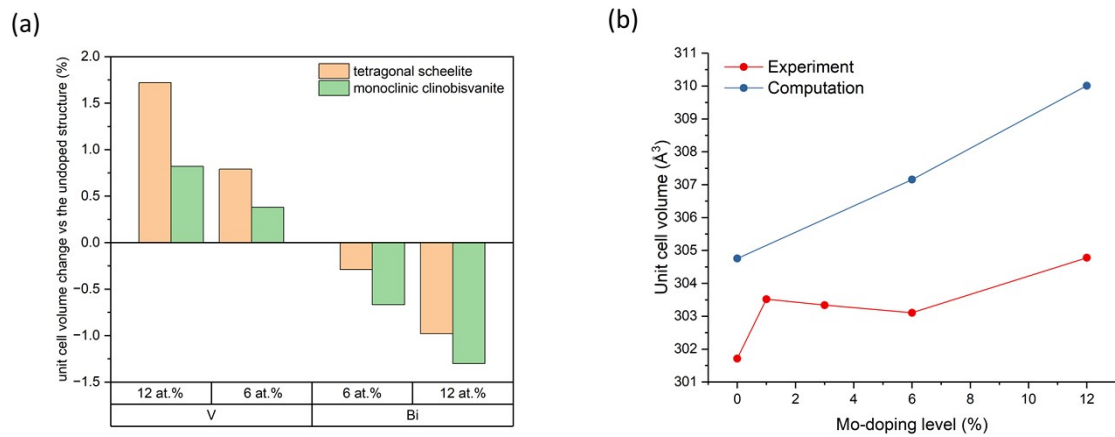 (a)
unit cell volume change vs the undoped structure (%)
2.0
1.5
1.0
0.5
0.0
−0.5
−1.0
−1.5
tetragonal scheelite
monoclinic clinobisvanite
12 at.% 6 at.% 6 at.% 12 at.%
V Bi
(b)
Unit cell volume (Å³)
311
310
309
308
307
306
305
304
303
302
301
Experiment
Computation
0 2 4 6 8 10 12
Mo-doping level (%)